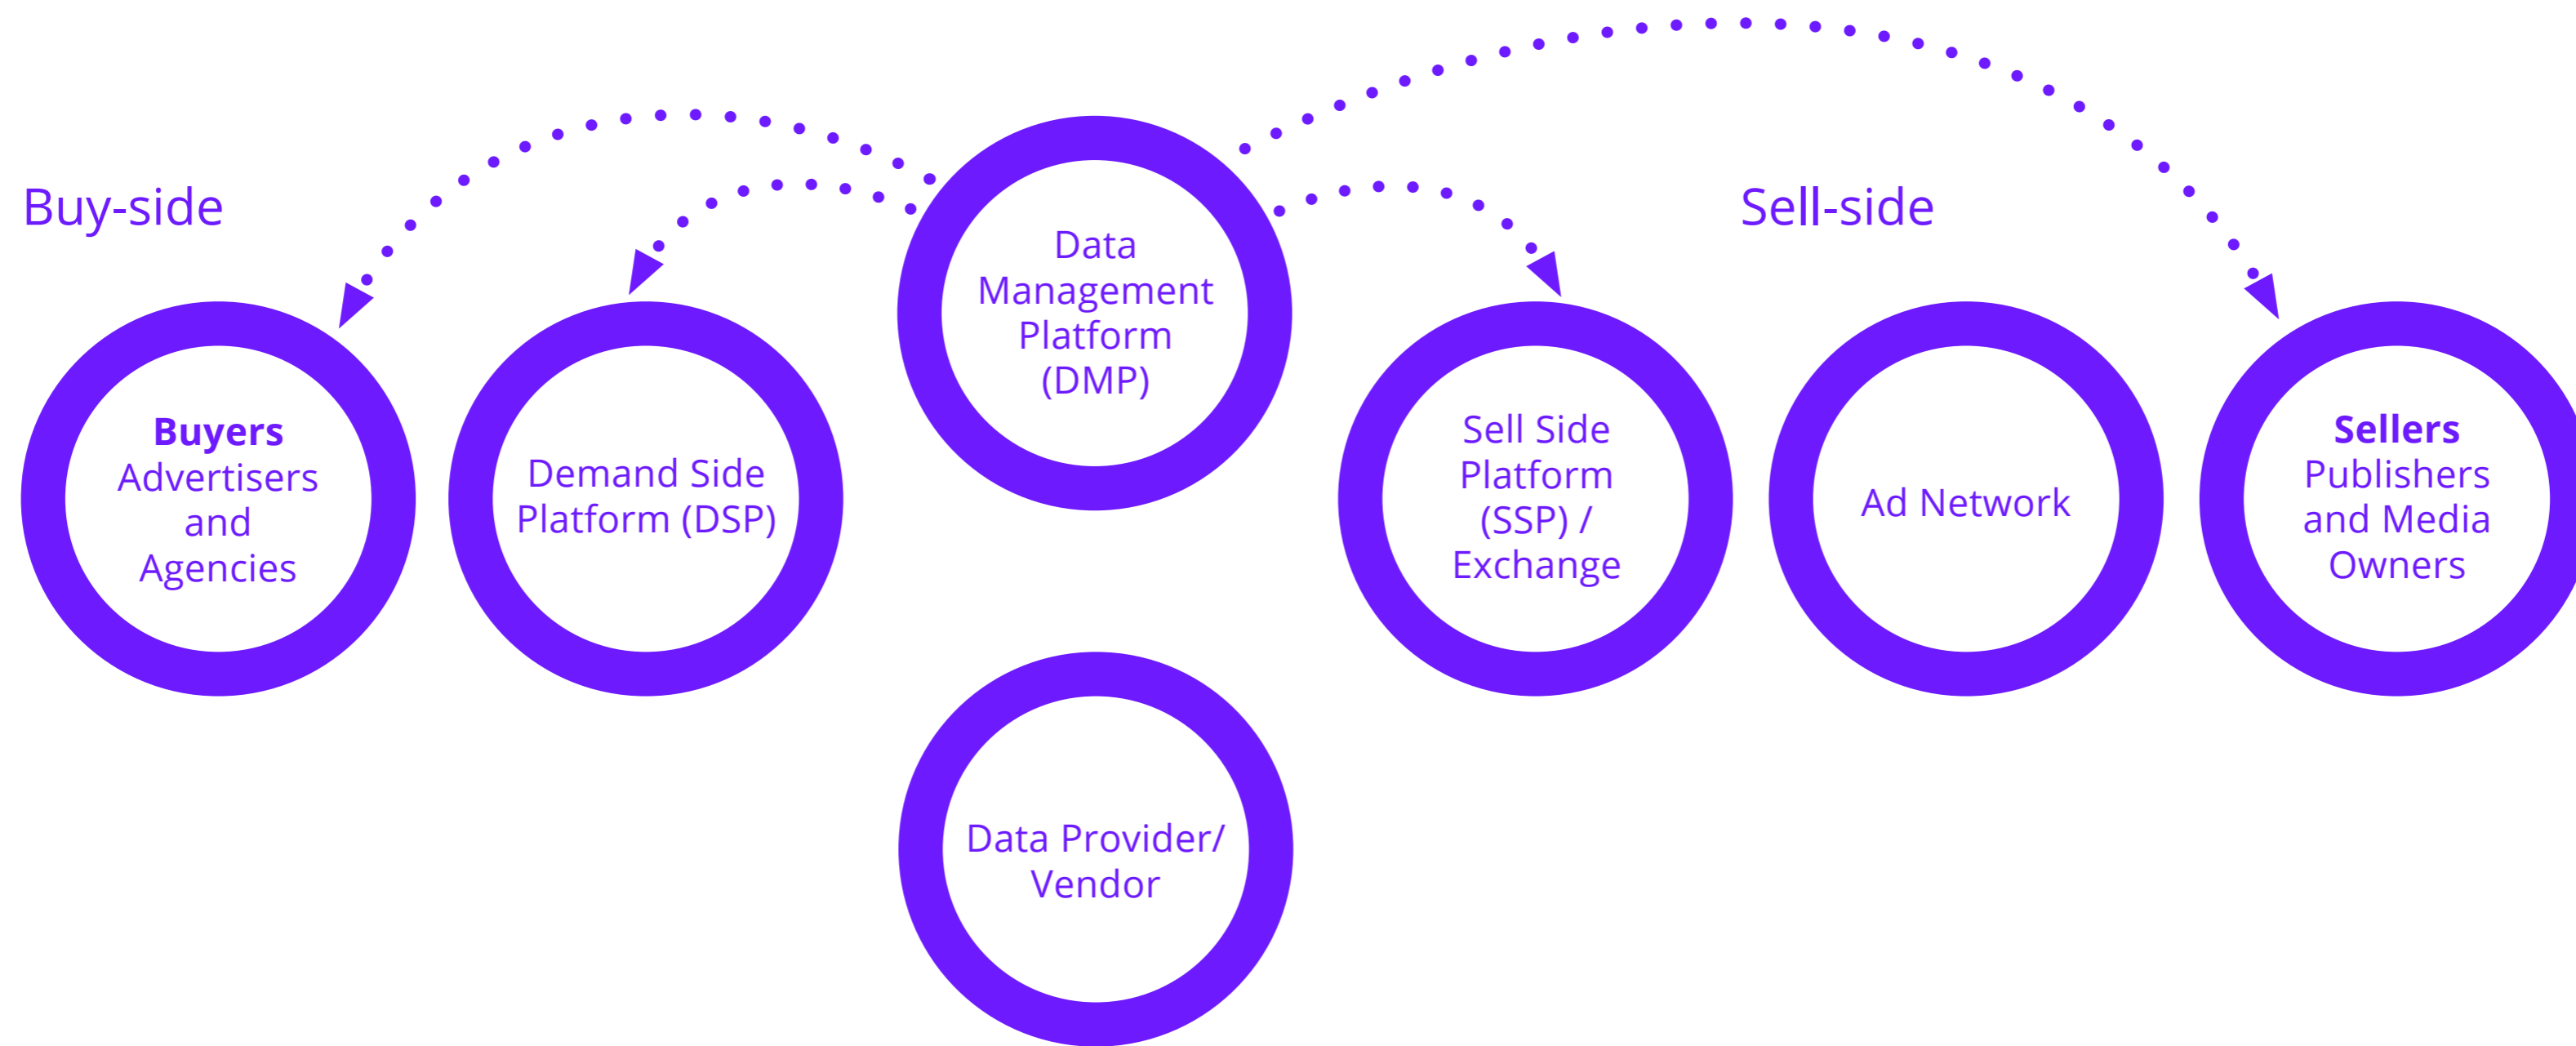 Buy-side
Sell-side
Buyers
Advertisers
and
Agencies
Demand Side
Platform (DSP)
Data
Management
Platform
(DMP)
Sell Side
Platform
(SSP) /
Exchange
Ad Network
Sellers
Publishers
and Media
Owners
Data Provider/
Vendor